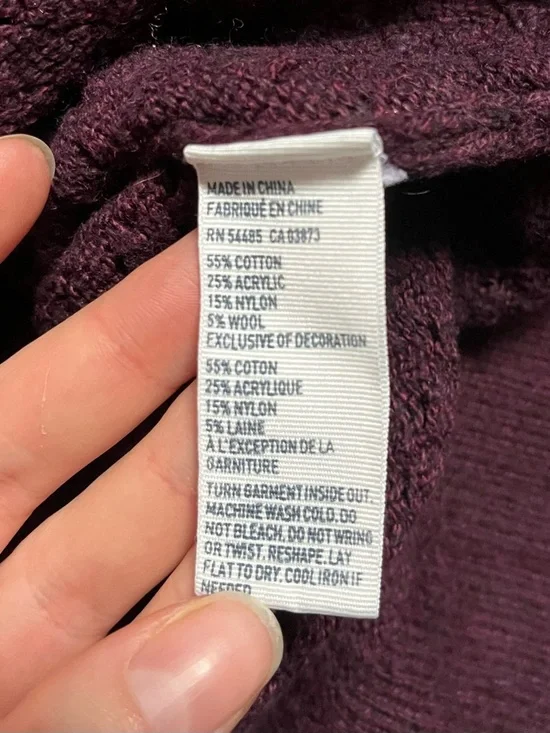 MADE IN CHINA
FABRIQUÉ EN CHINE
RN 54485 CA 03873
55% COTTON
25% ACRYLIC
15% NYLON
5% WOOL
EXCLUSIVE OF DECORATION
55% COTON
25% ACRYLIQUE
15% NYLON
5% LAINE
À L'EXCEPTION DE LA
GARNITURE
TURN GARMENT INSIDE OUT.
MACHINE WASH COLD. DO
NOT BLEACH. DO NOT WRING
OR TWIST. RESHAPE. LAY
FLAT TO DRY. COOL IRON IF
NEEDED